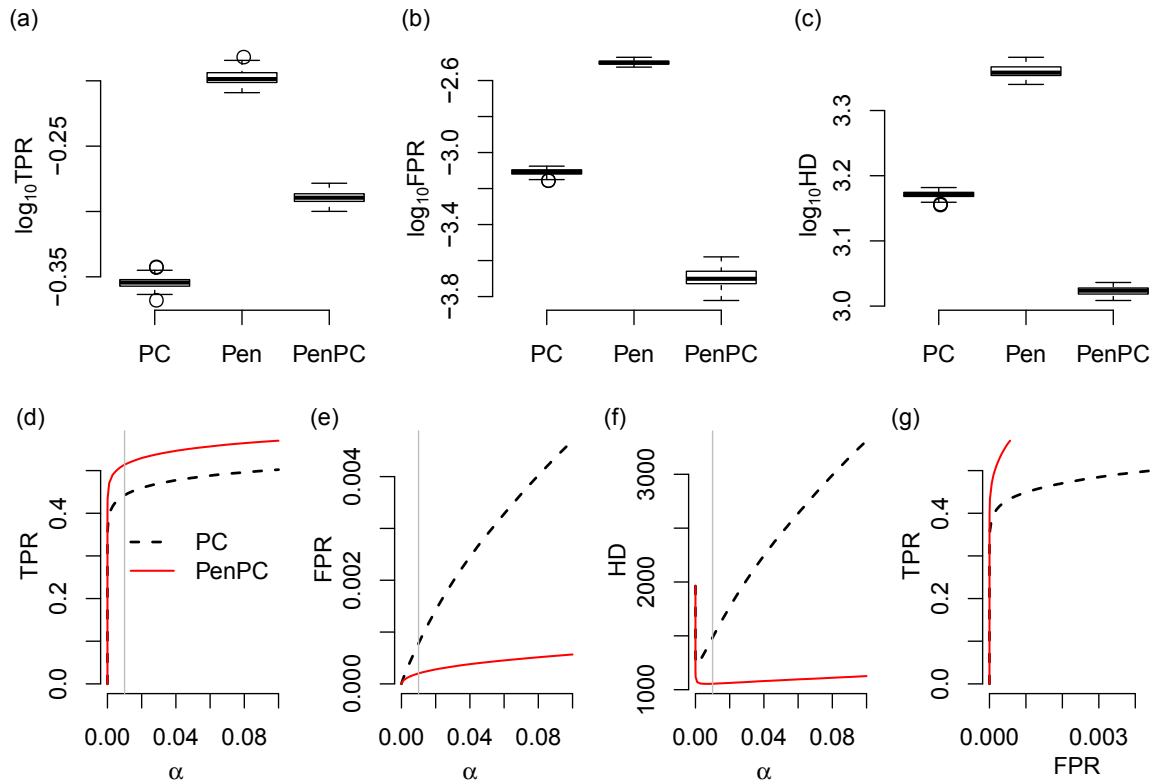 (a)
log₁₀TPR
−0.35
−0.25
PC
Pen
PenPC
(b)
log₁₀FPR
−3.8
−3.4
−3.0
−2.6
PC
Pen
PenPC
(c)
log₁₀HD
3.0
3.1
3.2
3.3
PC
Pen
PenPC
(d)
TPR
0.0
0.2
0.4
PC
PenPC
0.00
0.04
0.08
α
(e)
FPR
0.000
0.002
0.004
0.00
0.04
0.08
α
(f)
HD
1000
2000
3000
0.00
0.04
0.08
α
(g)
TPR
0.0
0.2
0.4
0.000
0.003
FPR